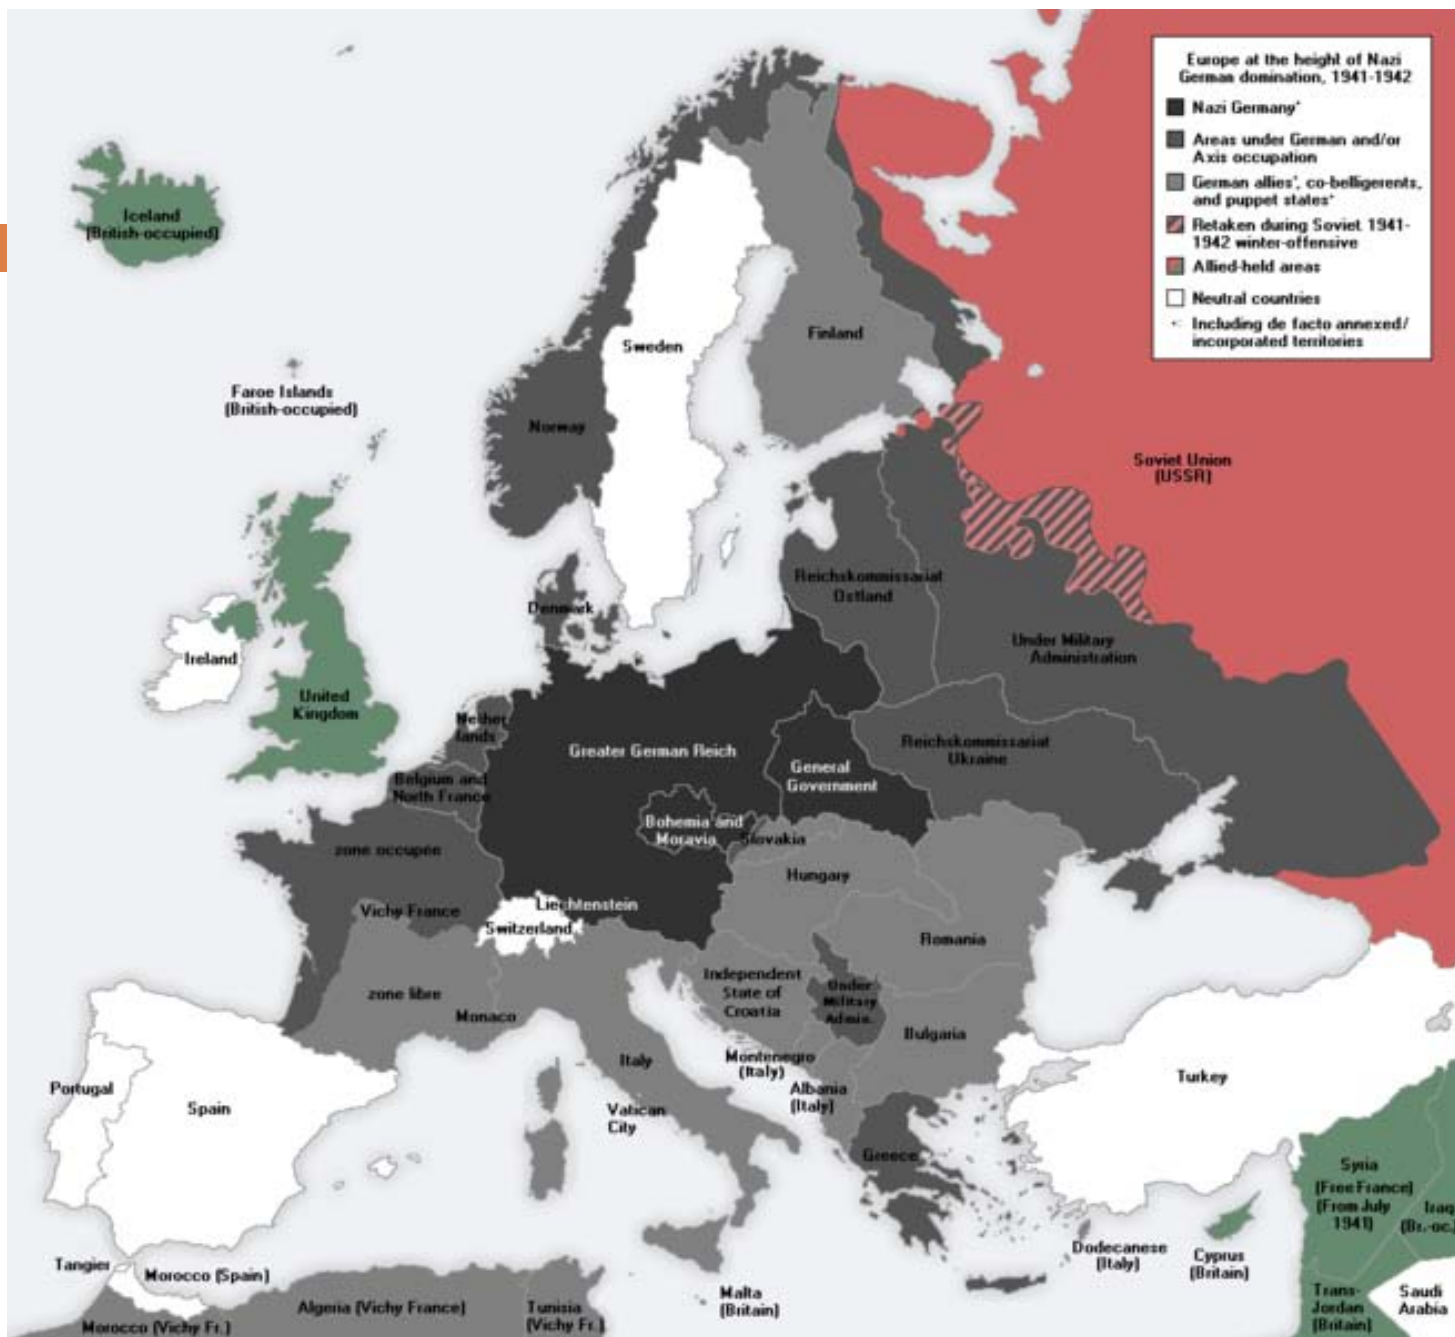 Europe at the height of Nazi
German domination, 1941-1942
Nazi Germany*
Areas under German and/or
Axis occupation
German allies*, co-belligerents,
and puppet states*
Retaken during Soviet 1941-
1942 winter-offensive
Allied-held areas
Neutral countries
Including de facto annexed/
incorporated territories
Iceland
(British-occupied)
Faroe Islands
(British-occupied)
Sweden
Finland
Norway
Soviet Union
(USSR)
Reichskommissariat
Ostland
Denmark
Under Military
Administration
Ireland
United
Kingdom
Nether
lands
Greater German Reich
General
Government
Reichskommissariat
Ukraine
Belgium and
North France
Bohemia and
Moravia
Slovakia
zone occupée
Hungary
Vichy France
Liechtenstein
Switzerland
Romania
zone libre
Monaco
Independent
State of
Croatia
Under
Military
Admin.
Bulgaria
Italy
Montenegro
(Italy)
Albania
(Italy)
Portugal
Spain
Vatican
City
Turkey
Greece
Syria
(Free France)
(From July
1941)
Iraq
(Br.-oc.)
Tangier
Morocco (Spain)
Dodecanese
(Italy)
Cyprus
(Britain)
Algeria (Vichy France)
Tunisia
(Vichy Fr.)
Malta
(Britain)
Morocco (Vichy Fr.)
Trans-
Jordan
(Britain)
Saudi
Arabia